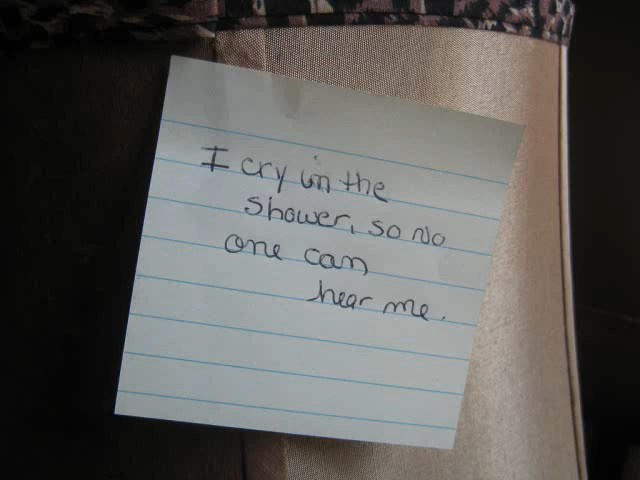 I cry in the
shower, so no
one can
hear me.